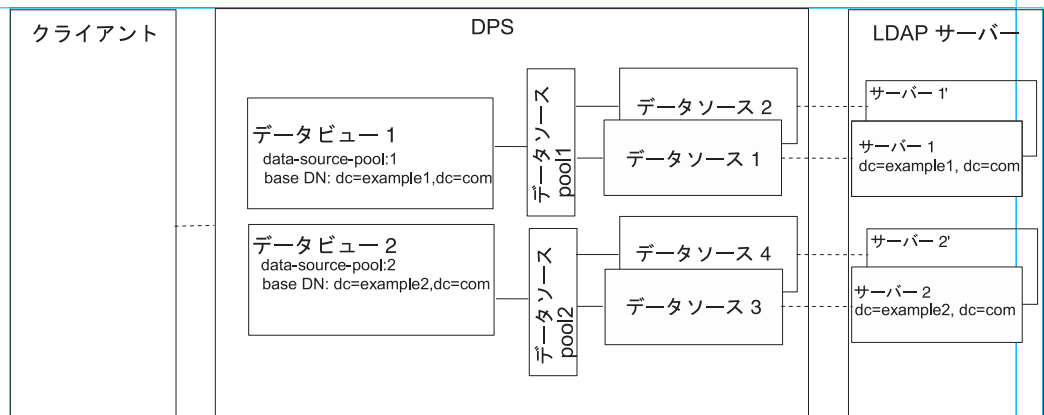 クライアント
DPS
LDAP サーバー
データビュー 1
data-source-pool:1
base DN: dc=example1,dc=com
データソース
pool1
データソース 2
データソース 1
サーバー 1'
サーバー 1
dc=example1, dc=com
データビュー 2
data-source-pool:2
base DN: dc=example2,dc=com
データソース
pool2
データソース 4
データソース 3
サーバー 2'
サーバー 2
dc=example2, dc=com